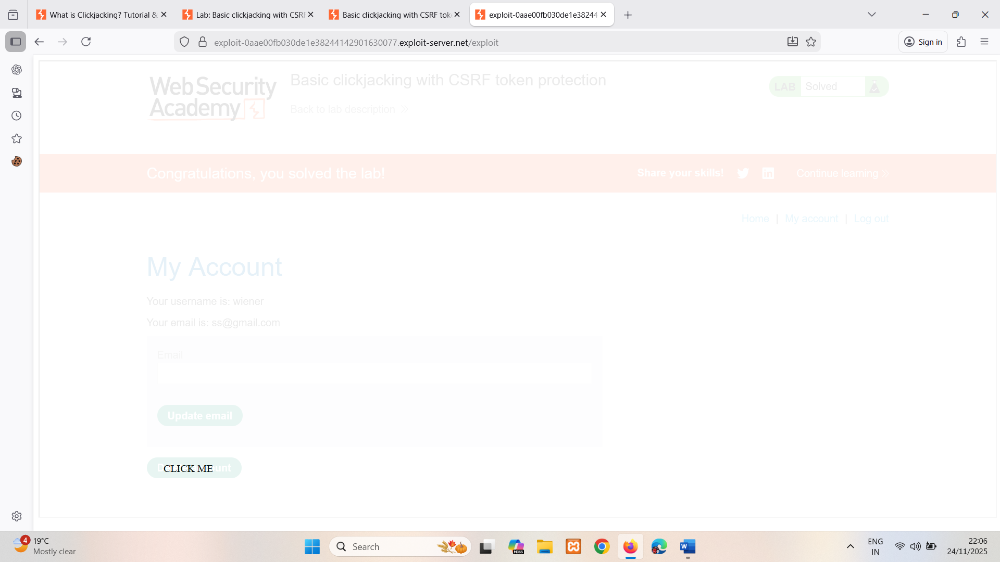 What is Clickjacking? Tutorial &
Lab: Basic clickjacking with CSRF
Basic clickjacking with CSRF tok
exploit-0aae00fb030de1e38244
exploit-0aae00fb030de1e38244142901630077.exploit-server.net/exploit
Sign in
Web Security
Academy
Basic clickjacking with CSRF token protection
Back to lab description
LAB
Solved
Congratulations, you solved the lab!
Share your skills!
Continue learning
Home | My account | Log out
My Account
Your username is: wiener
Your email is: ss@gmail.com
Email
Update email
CLICK ME
4
19°C
Mostly clear
Search
M365
ENG
IN
22:06
24/11/2025